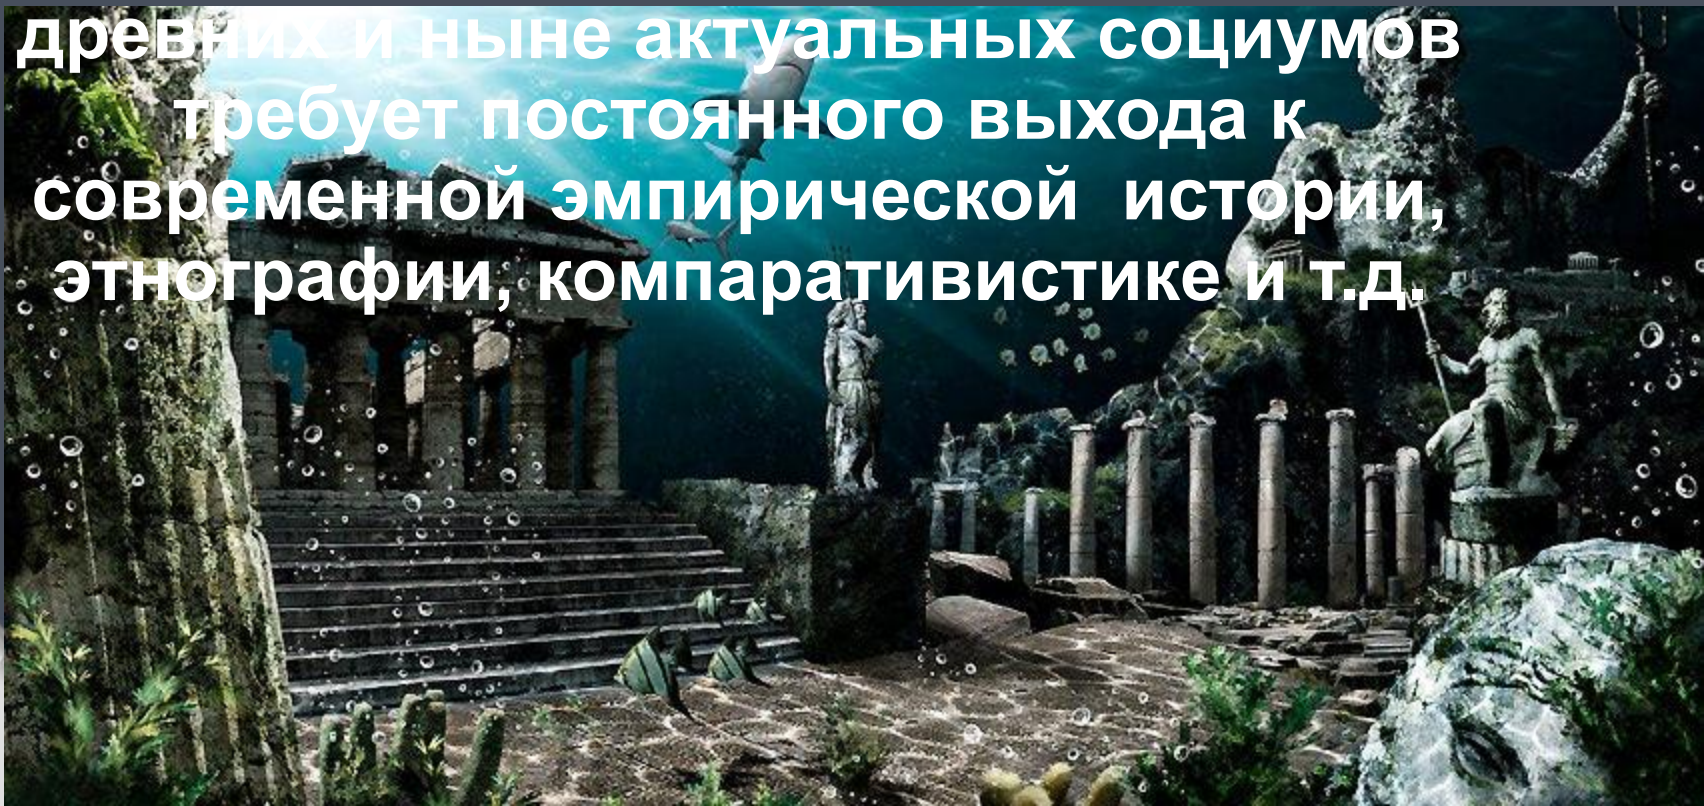 древних и ныне актуальных социумов
требует постоянного выхода к
современной эмпирической  истории,
этнографии, компаративистике и т.д.